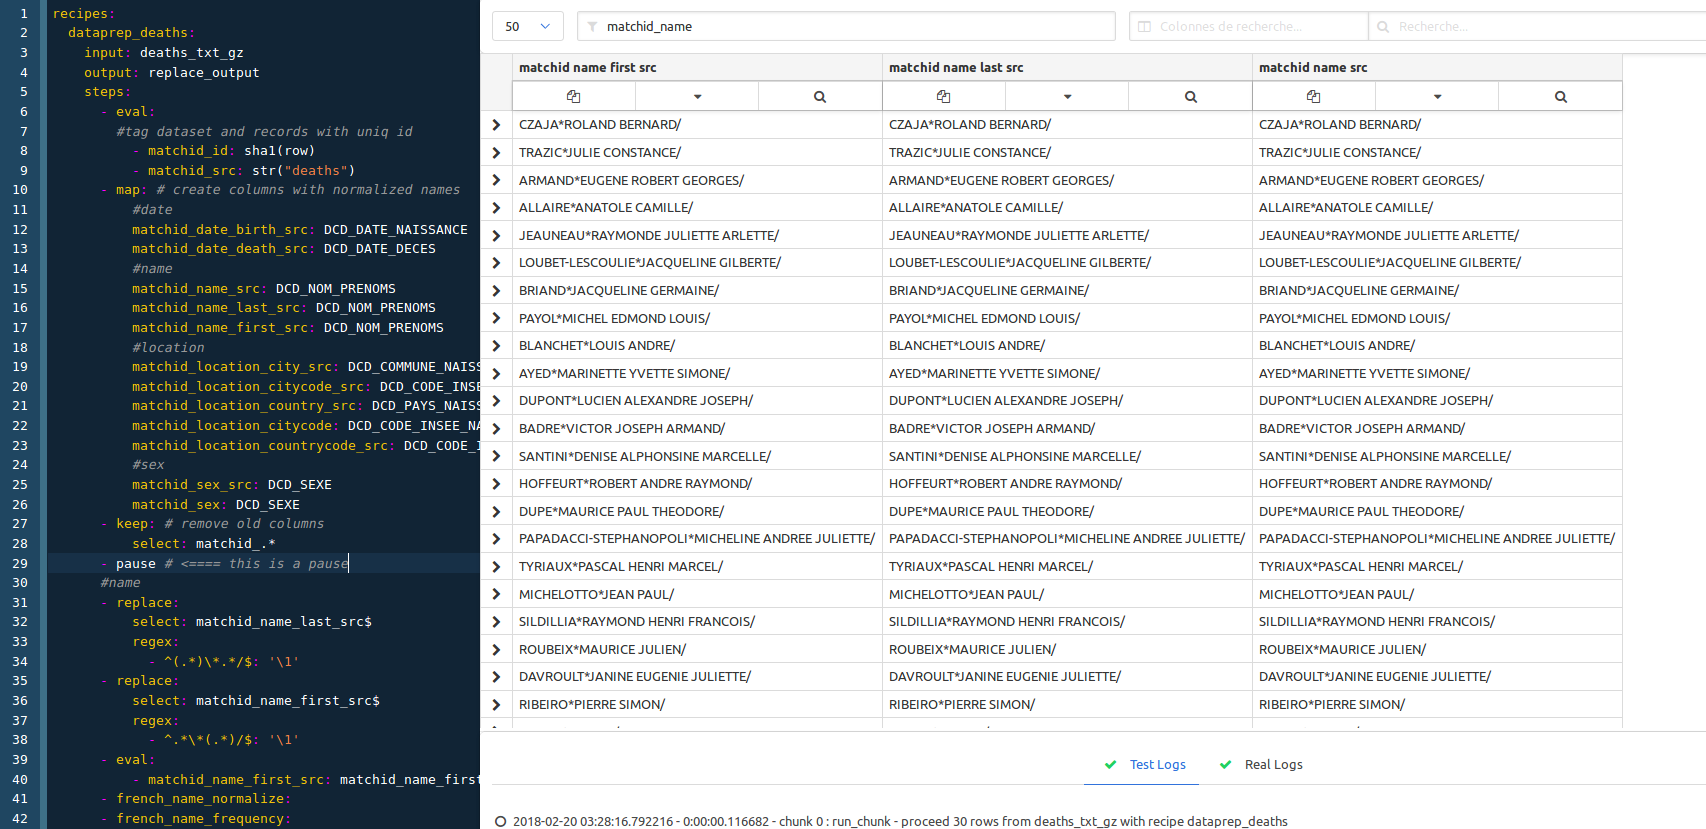 1 recipes:
2 dataprep_deaths:
3 input: deaths_txt_gz
4 output: replace_output
5 steps:
6 - eval:
7 #tag dataset and records with uniq id
8 - matchid_id: sha1(row)
9 - matchid_src: str("deaths")
10 - map: # create columns with normalized names
11 #date
12 matchid_date_birth_src: DCD_DATE_NAISSANCE
13 matchid_date_death_src: DCD_DATE_DECES
14 #name
15 matchid_name_src: DCD_NOM_PRENOMS
16 matchid_name_last_src: DCD_NOM_PRENOMS
17 matchid_name_first_src: DCD_NOM_PRENOMS
18 #location
19 matchid_location_city_src: DCD_COMMUNE_NAISS
20 matchid_location_citycode_src: DCD_CODE_INSE
21 matchid_location_country_src: DCD_PAYS_NAISS
22 matchid_location_citycode: DCD_CODE_INSEE_NA
23 matchid_location_countrycode_src: DCD_CODE_I
24 #sex
25 matchid_sex_src: DCD_SEXE
26 matchid_sex: DCD_SEXE
27 - keep: # remove old columns
28 select: matchid_.*
29 - pause # <==== this is a pause
30 #name
31 - replace:
32 select: matchid_name_last_src$
33 regex:
34 - ^(.*)\*.*/$: '\1'
35 - replace:
36 select: matchid_name_first_src$
37 regex:
38 - ^.*\*(.*)/$: '\1'
39 - eval:
40 - matchid_name_first_src: matchid_name_first
41 - french_name_normalize:
42 - french_name_frequency:
50 matchid_name Colonnes de recherche... Recherche...
matchid name first src matchid name last src matchid name src
CZAJA*ROLAND BERNARD/ CZAJA*ROLAND BERNARD/ CZAJA*ROLAND BERNARD/
TRAZIC*JULIE CONSTANCE/ TRAZIC*JULIE CONSTANCE/ TRAZIC*JULIE CONSTANCE/
ARMAND*EUGENE ROBERT GEORGES/ ARMAND*EUGENE ROBERT GEORGES/ ARMAND*EUGENE ROBERT GEORGES/
ALLAIRE*ANATOLE CAMILLE/ ALLAIRE*ANATOLE CAMILLE/ ALLAIRE*ANATOLE CAMILLE/
JEAUNEAU*RAYMONDE JULIETTE ARLETTE/ JEAUNEAU*RAYMONDE JULIETTE ARLETTE/ JEAUNEAU*RAYMONDE JULIETTE ARLETTE/
LOUBET-LESCOULIE*JACQUELINE GILBERTE/ LOUBET-LESCOULIE*JACQUELINE GILBERTE/ LOUBET-LESCOULIE*JACQUELINE GILBERTE/
BRIAND*JACQUELINE GERMAINE/ BRIAND*JACQUELINE GERMAINE/ BRIAND*JACQUELINE GERMAINE/
PAYOL*MICHEL EDMOND LOUIS/ PAYOL*MICHEL EDMOND LOUIS/ PAYOL*MICHEL EDMOND LOUIS/
BLANCHET*LOUIS ANDRE/ BLANCHET*LOUIS ANDRE/ BLANCHET*LOUIS ANDRE/
AYED*MARINETTE YVETTE SIMONE/ AYED*MARINETTE YVETTE SIMONE/ AYED*MARINETTE YVETTE SIMONE/
DUPONT*LUCIEN ALEXANDRE JOSEPH/ DUPONT*LUCIEN ALEXANDRE JOSEPH/ DUPONT*LUCIEN ALEXANDRE JOSEPH/
BADRE*VICTOR JOSEPH ARMAND/ BADRE*VICTOR JOSEPH ARMAND/ BADRE*VICTOR JOSEPH ARMAND/
SANTINI*DENISE ALPHONSINE MARCELLE/ SANTINI*DENISE ALPHONSINE MARCELLE/ SANTINI*DENISE ALPHONSINE MARCELLE/
HOFFEURT*ROBERT ANDRE RAYMOND/ HOFFEURT*ROBERT ANDRE RAYMOND/ HOFFEURT*ROBERT ANDRE RAYMOND/
DUPE*MAURICE PAUL THEODORE/ DUPE*MAURICE PAUL THEODORE/ DUPE*MAURICE PAUL THEODORE/
PAPADACCI-STEPHANOPOLI*MICHELINE ANDREE JULIETTE/ PAPADACCI-STEPHANOPOLI*MICHELINE ANDREE JULIETTE/ PAPADACCI-STEPHANOPOLI*MICHELINE ANDREE JULIETTE/
TYRIAUX*PASCAL HENRI MARCEL/ TYRIAUX*PASCAL HENRI MARCEL/ TYRIAUX*PASCAL HENRI MARCEL/
MICHELOTTO*JEAN PAUL/ MICHELOTTO*JEAN PAUL/ MICHELOTTO*JEAN PAUL/
SILDILLIA*RAYMOND HENRI FRANCOIS/ SILDILLIA*RAYMOND HENRI FRANCOIS/ SILDILLIA*RAYMOND HENRI FRANCOIS/
ROUBEIX*MAURICE JULIEN/ ROUBEIX*MAURICE JULIEN/ ROUBEIX*MAURICE JULIEN/
DAVROULT*JANINE EUGENIE JULIETTE/ DAVROULT*JANINE EUGENIE JULIETTE/ DAVROULT*JANINE EUGENIE JULIETTE/
RIBEIRO*PIERRE SIMON/ RIBEIRO*PIERRE SIMON/ RIBEIRO*PIERRE SIMON/
Test Logs Real Logs
2018-02-20 03:28:16.792216 - 0:00:00.116682 - chunk 0 : run_chunk - proceed 30 rows from deaths_txt_gz with recipe dataprep_deaths